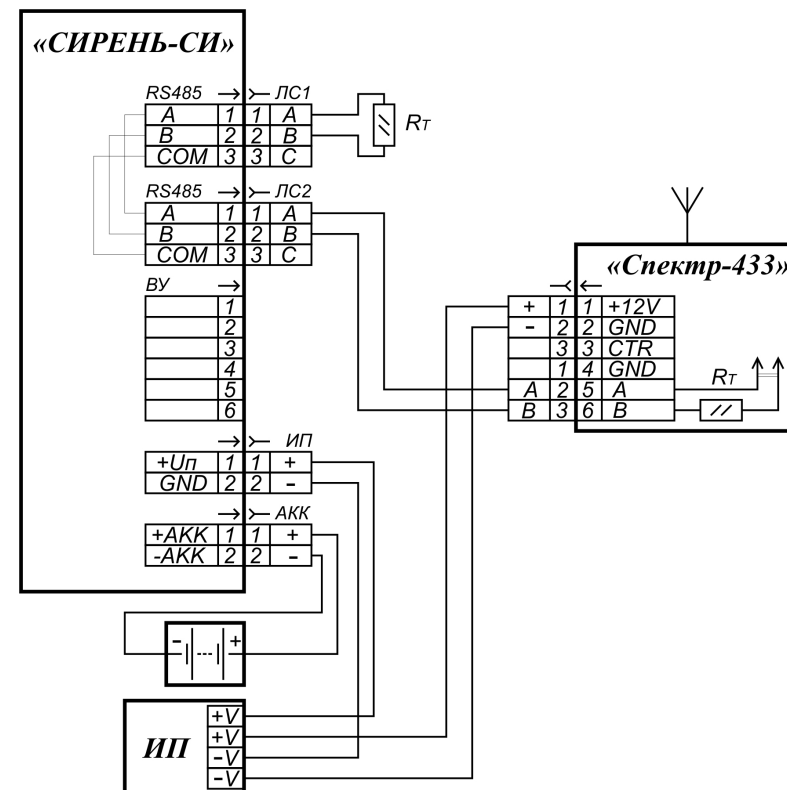 «СИРЕНЬ-СИ»
RS485 ЛС1
A 1 1 A
B 2 2 B
COM 3 3 C
RT
RS485 ЛС2
A 1 1 A
B 2 2 B
COM 3 3 C
ВУ
1
2
3
4
5
6
ИП
+Uп 1 1 +
GND 2 2 -
АКК
+АКК 1 1 +
-АКК 2 2 -
- +
ИП
+V
+V
-V
-V
«Спектр-433»
+ 1 1 +12V
- 2 2 GND
3 3 CTR
1 4 GND
A 2 5 A
B 3 6 B
RT